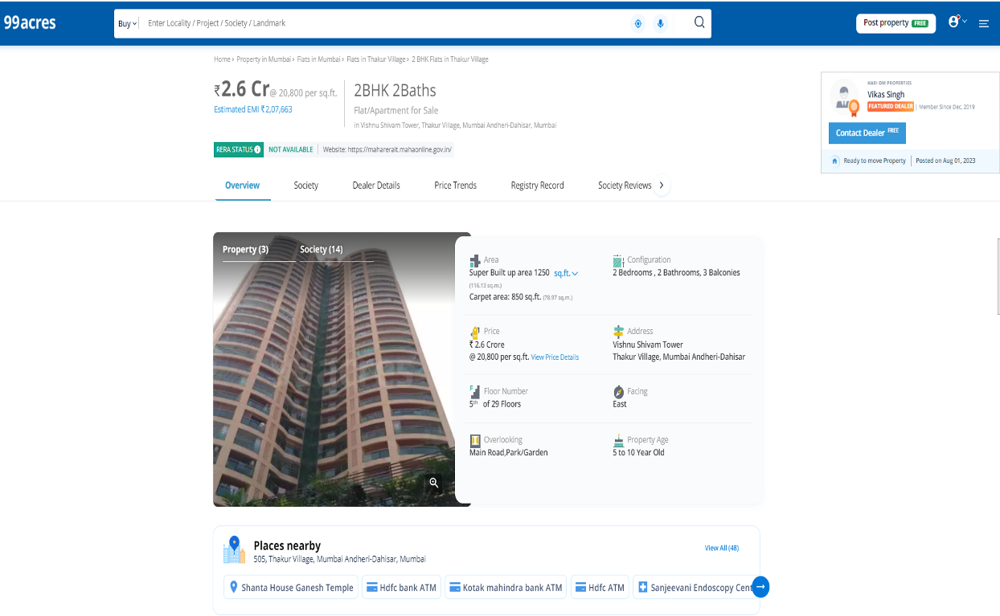 99acres
Buy
Enter Locality / Project / Society / Landmark
Post property FREE
Home › Property in Mumbai › Flats in Mumbai › Flats in Thakur Village › 2 BHK Flats in Thakur Village
₹2.6 Cr @ 20,800 per sq.ft.
Estimated EMI ₹2,07,663
2BHK 2Baths
Flat/Apartment for Sale
in Vishnu Shivam Tower, Thakur Village, Mumbai Andheri-Dahisar, Mumbai
RERA STATUS NOT AVAILABLE Website: https://maharerait.mahaonline.gov.in/
HARI OM PROPERTIES
Vikas Singh
FEATURED DEALER Member Since Dec, 2019
Contact Dealer FREE
Ready to move Property Posted on Aug 01, 2023
Overview Society Dealer Details Price Trends Registry Record Society Reviews
Property (3) Society (14)
Area
Super Built up area 1250 sq.ft.
(116.13 sq.m.)
Carpet area: 850 sq.ft. (78.97 sq.m.)
Configuration
2 Bedrooms , 2 Bathrooms, 3 Balconies
Price
₹ 2.6 Crore
@ 20,800 per sq.ft. View Price Details
Address
Vishnu Shivam Tower
Thakur Village, Mumbai Andheri-Dahisar
Floor Number
5th of 29 Floors
Facing
East
Overlooking
Main Road,Park/Garden
Property Age
5 to 10 Year Old
Places nearby
505, Thakur Village, Mumbai Andheri-Dahisar, Mumbai
View All (48)
Shanta House Ganesh Temple Hdfc bank ATM Kotak mahindra bank ATM Hdfc ATM Sanjeevani Endoscopy Cent